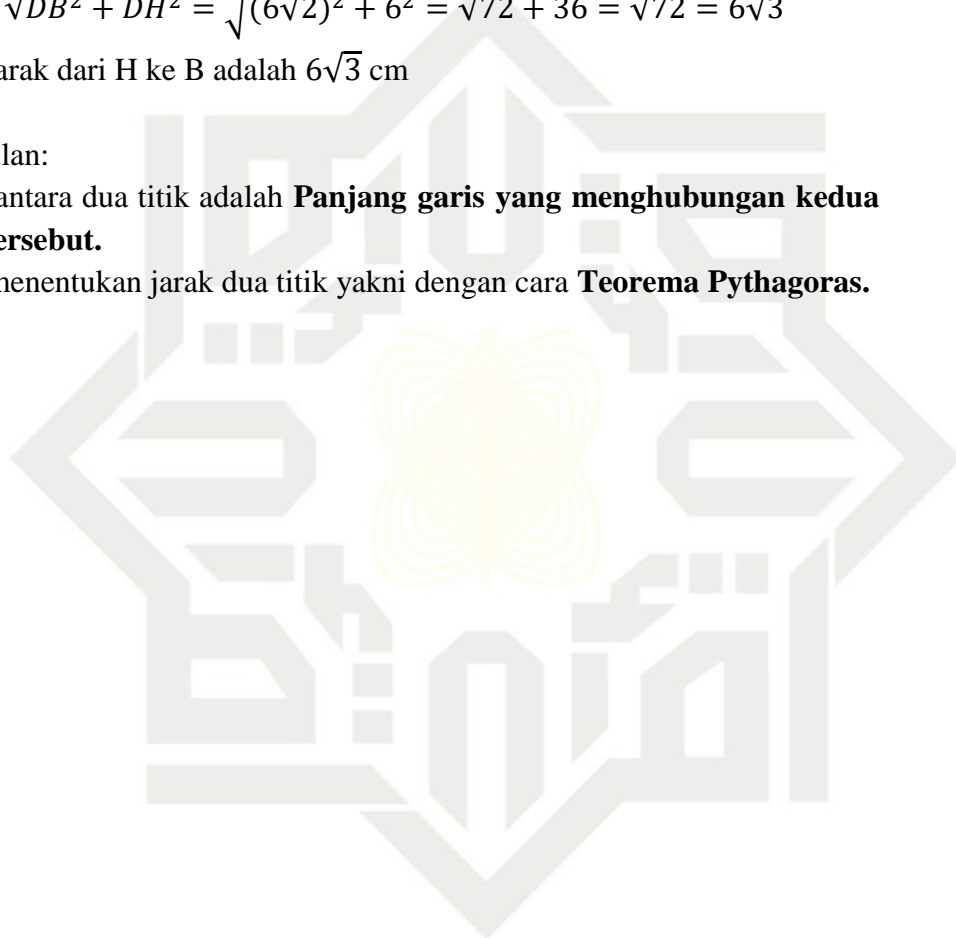 √DB² + DH² = √(6√2)² + 6² = √72 + 36 = √72 = 6√3
arak dari H ke B adalah 6√3 cm
lan:
antara dua titik adalah Panjang garis yang menghubungan kedua
ersebut.
nenentukan jarak dua titik yakni dengan cara Teorema Pythagoras.